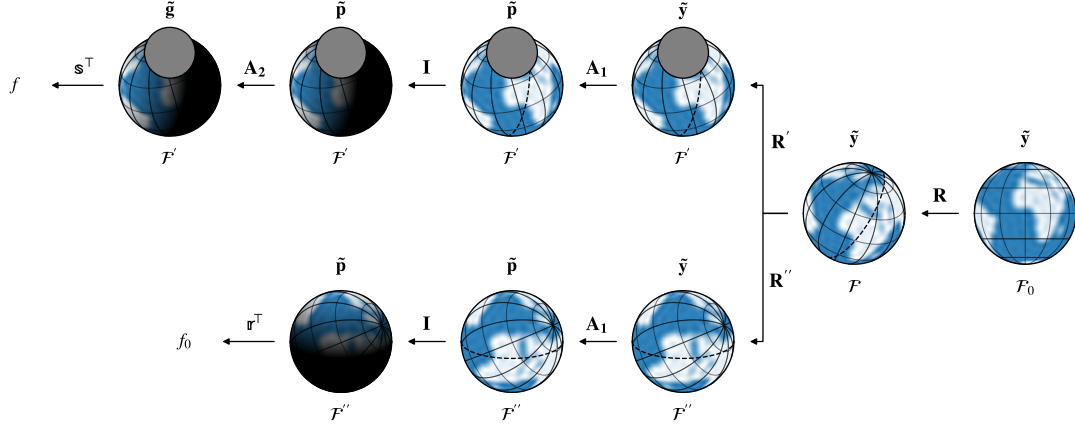 g̃ p̃ p̃ ỹ
f 𝕤⊤ A₂ I A₁
ℱ′ ℱ′ ℱ′ ℱ′
R′
ỹ ỹ
R
ℱ ℱ₀
R′′
p̃ p̃ ỹ
f₀ 𝕣⊤ I A₁
ℱ′′ ℱ′′ ℱ′′